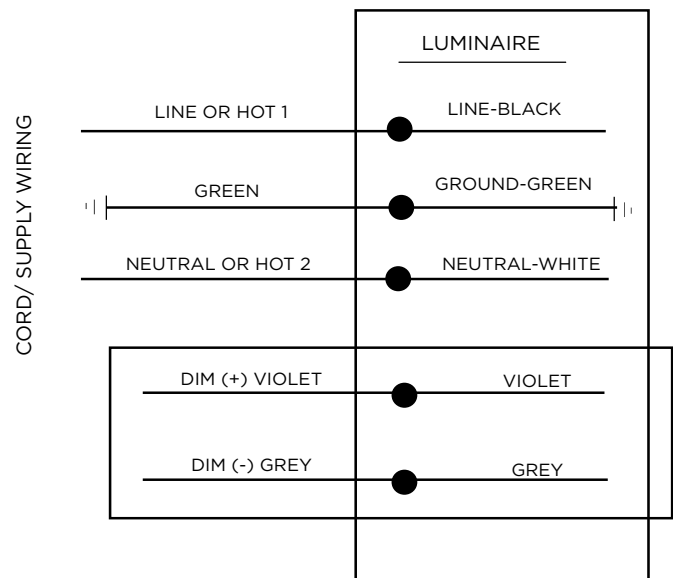 LUMINAIRE
CORD/ SUPPLY WIRING
LINE OR HOT 1
LINE-BLACK
GREEN
GROUND-GREEN
NEUTRAL OR HOT 2
NEUTRAL-WHITE
DIM (+) VIOLET
VIOLET
DIM (-) GREY
GREY